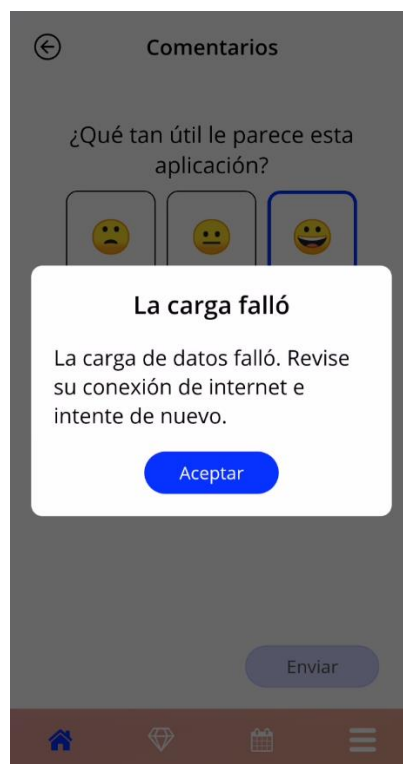 Comentarios
¿Qué tan útil le parece esta
aplicación?
La carga falló
La carga de datos falló. Revise
su conexión de internet e
intente de nuevo.
Aceptar
Enviar